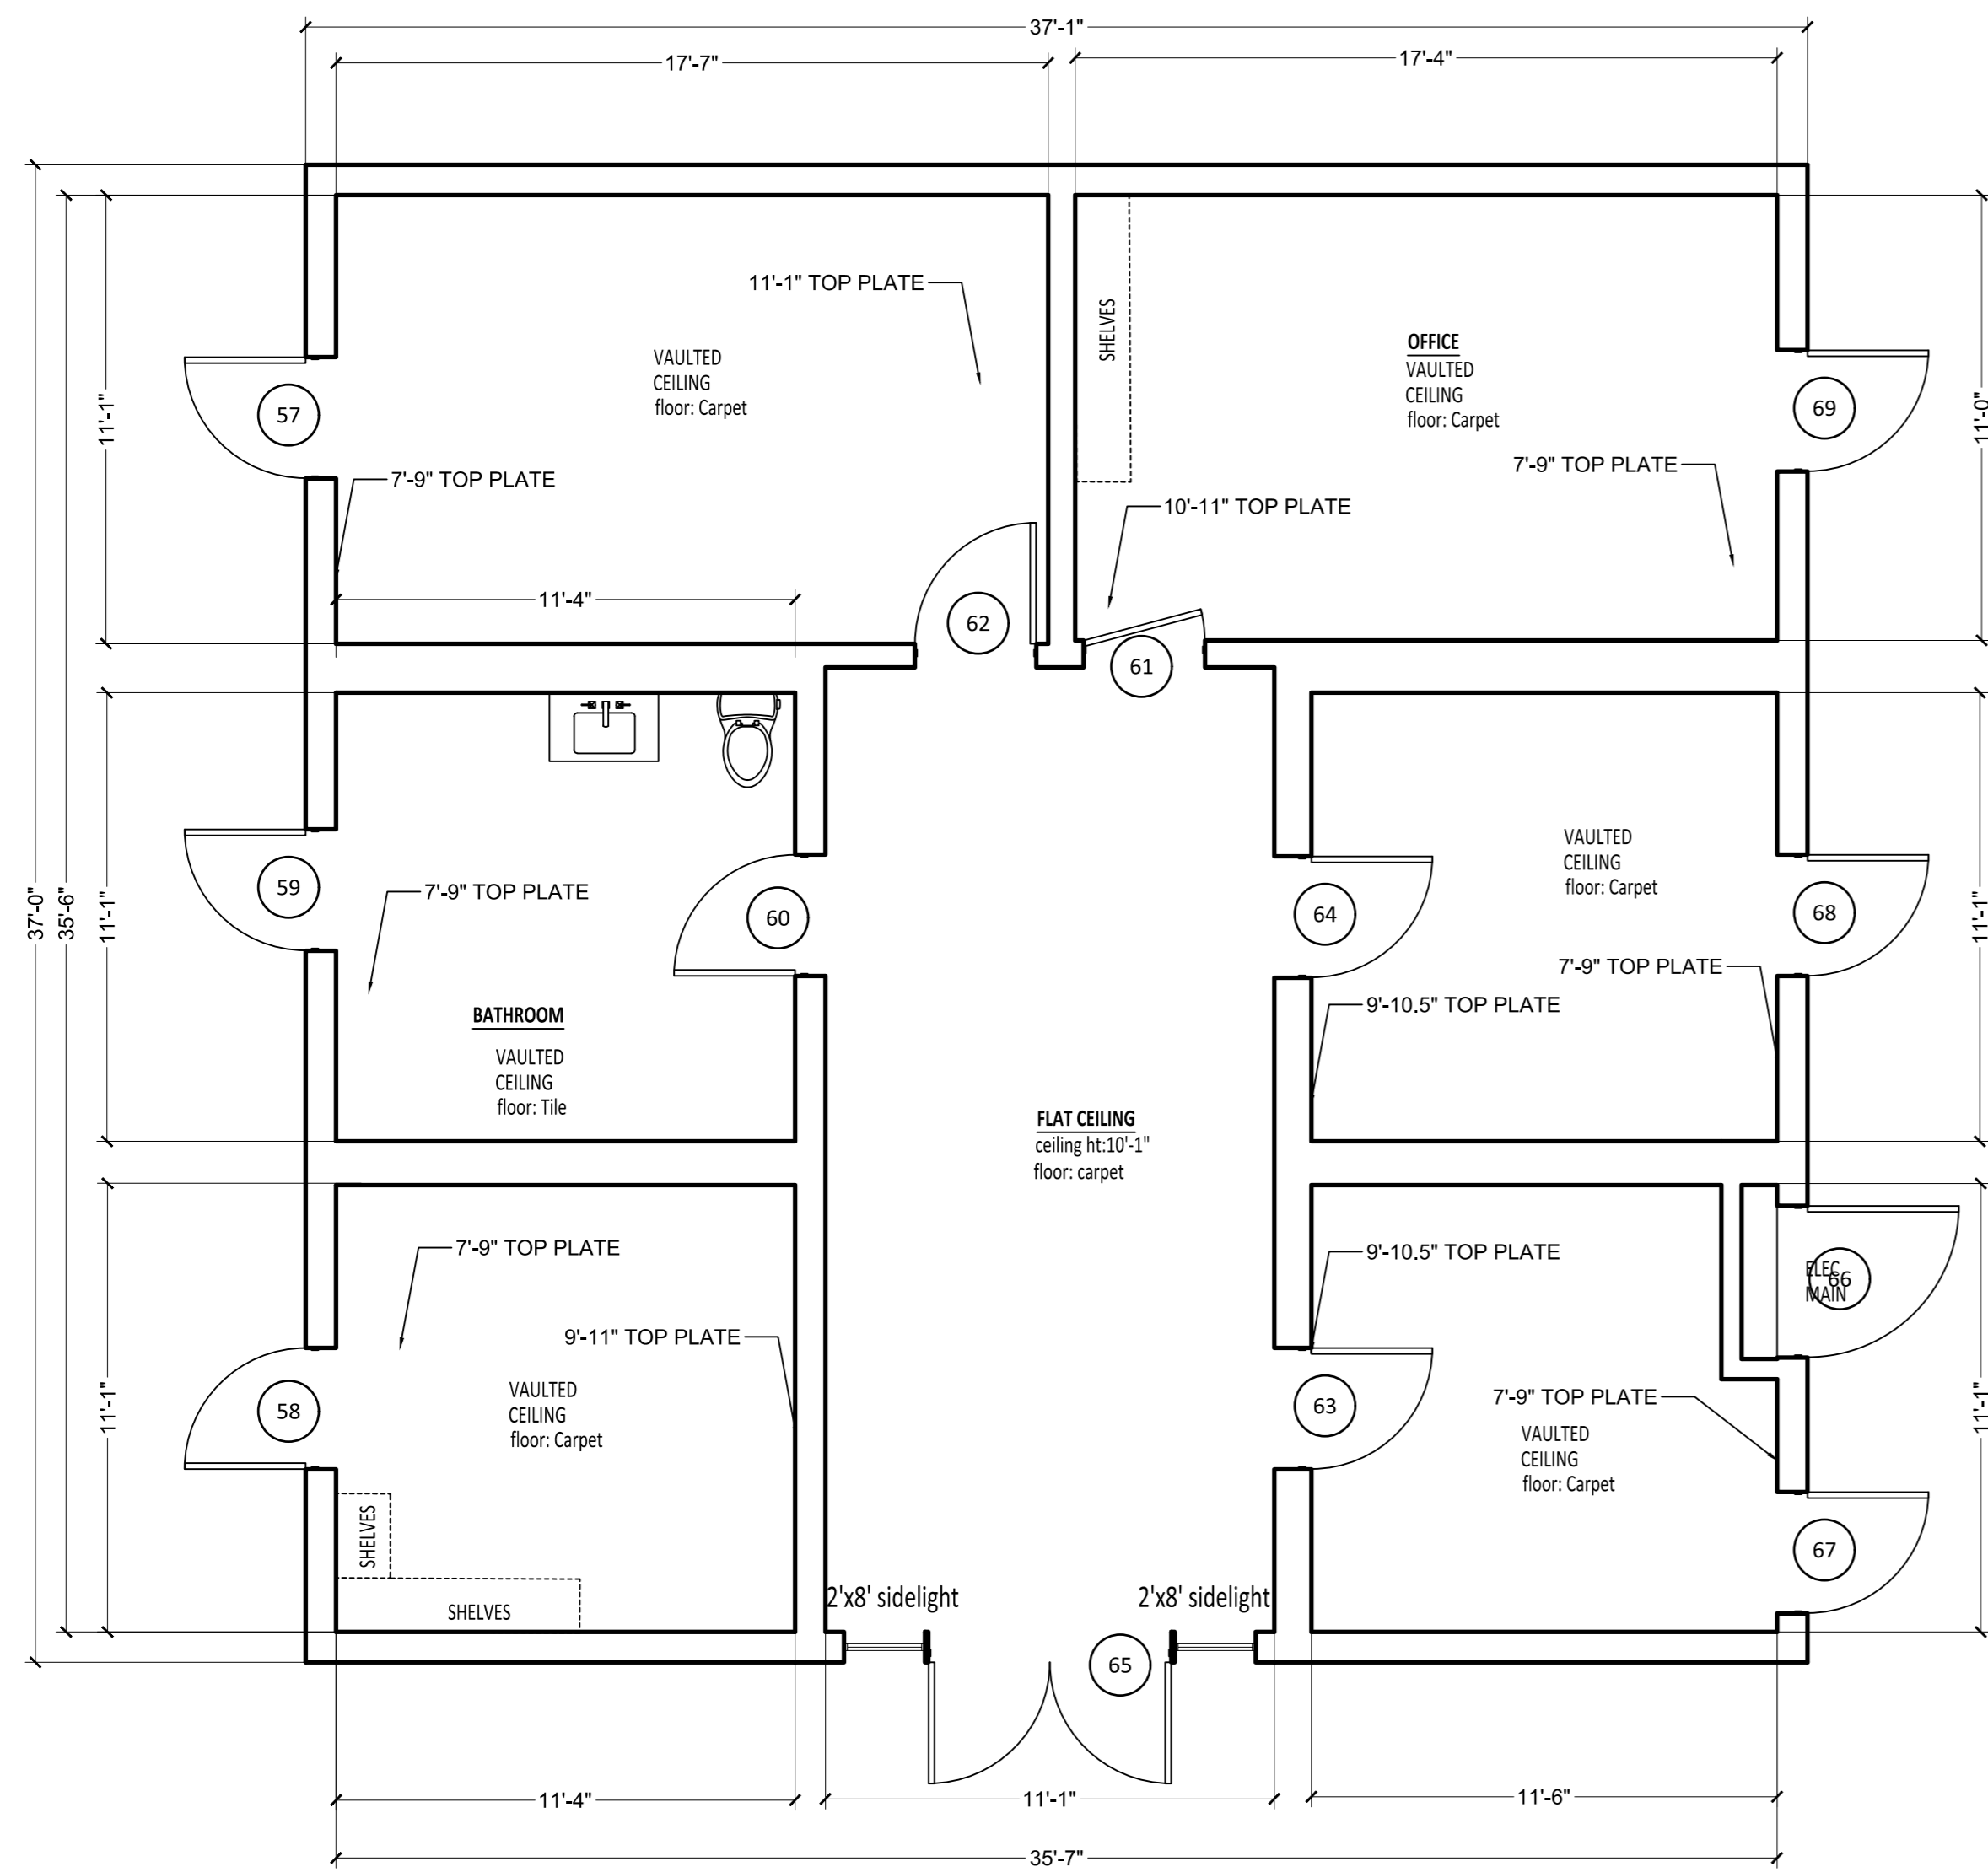 37'-1"
17'-7"
17'-4"
11'-1" TOP PLATE
SHELVES
OFFICE
VAULTED
CEILING
floor: Carpet
VAULTED
CEILING
floor: Carpet
57
69
11'-1"
11'-0"
7'-9" TOP PLATE
7'-9" TOP PLATE
10'-11" TOP PLATE
11'-4"
62
61
VAULTED
CEILING
floor: Carpet
59
7'-9" TOP PLATE
60
64
68
37'-0"
35'-6"
11'-1"
11'-1"
7'-9" TOP PLATE
9'-10.5" TOP PLATE
BATHROOM
VAULTED
CEILING
floor: Tile
FLAT CEILING
ceiling ht:10'-1"
floor: carpet
7'-9" TOP PLATE
9'-10.5" TOP PLATE
ELEC
MAIN
66
9'-11" TOP PLATE
VAULTED
CEILING
floor: Carpet
58
63
7'-9" TOP PLATE
VAULTED
CEILING
floor: Carpet
11'-1"
11'-1"
SHELVES
SHELVES
67
2'x8' sidelight
2'x8' sidelight
65
11'-4"
11'-1"
11'-6"
35'-7"